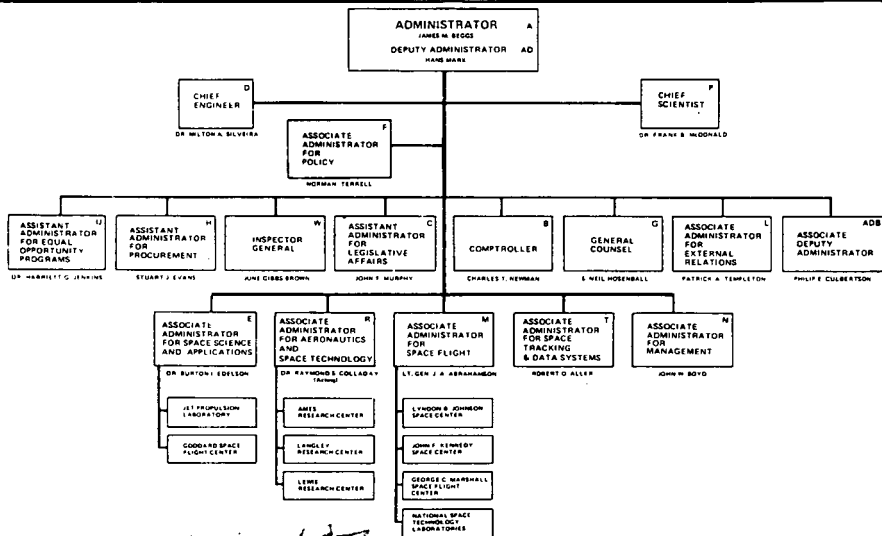 ADMINISTRATOR A
JAMES M. BEGGS
DEPUTY ADMINISTRATOR AD
HANS MARK
D
CHIEF
ENGINEER
DR. MILTON A. SILVEIRA
P
CHIEF
SCIENTIST
DR. FRANK B. McDONALD
F
ASSOCIATE
ADMINISTRATOR
FOR
POLICY
NORMAN TERRELL
U
ASSISTANT
ADMINISTRATOR
FOR EQUAL
OPPORTUNITY
PROGRAMS
DR. HARRIETT G. JENKINS
H
ASSISTANT
ADMINISTRATOR
FOR
PROCUREMENT
STUART J. EVANS
W
INSPECTOR
GENERAL
JUNE GIBBS BROWN
C
ASSISTANT
ADMINISTRATOR
FOR
LEGISLATIVE
AFFAIRS
JOHN F. MURPHY
B
COMPTROLLER
CHARLES T. NEWMAN
G
GENERAL
COUNSEL
NEIL HOSENBALL
L
ASSOCIATE
ADMINISTRATOR
FOR
EXTERNAL
RELATIONS
PATRICK A. TEMPLETON
ADB
ASSOCIATE
DEPUTY
ADMINISTRATOR
PHILIP E. CULBERTSON
E
ASSOCIATE
ADMINISTRATOR
FOR SPACE SCIENCE
AND APPLICATIONS
DR. BURTON I. EDELSON
JET PROPULSION
LABORATORY
GODDARD SPACE
FLIGHT CENTER
R
ASSOCIATE
ADMINISTRATOR
FOR AERONAUTICS
AND
SPACE TECHNOLOGY
DR. RAYMOND S. COLLADAY
(Acting)
AMES
RESEARCH CENTER
LANGLEY
RESEARCH CENTER
LEWIS
RESEARCH CENTER
M
ASSOCIATE
ADMINISTRATOR
FOR
SPACE FLIGHT
LT. GEN. J. A. ABRAHAMSON
LYNDON B. JOHNSON
SPACE CENTER
JOHN F. KENNEDY
SPACE CENTER
GEORGE C. MARSHALL
SPACE FLIGHT
CENTER
NATIONAL SPACE
TECHNOLOGY
LABORATORIES
T
ASSOCIATE
ADMINISTRATOR
FOR SPACE
TRACKING
& DATA SYSTEMS
ROBERT O. ALLER
N
ASSOCIATE
ADMINISTRATOR
FOR
MANAGEMENT
JOHN W. BOYD